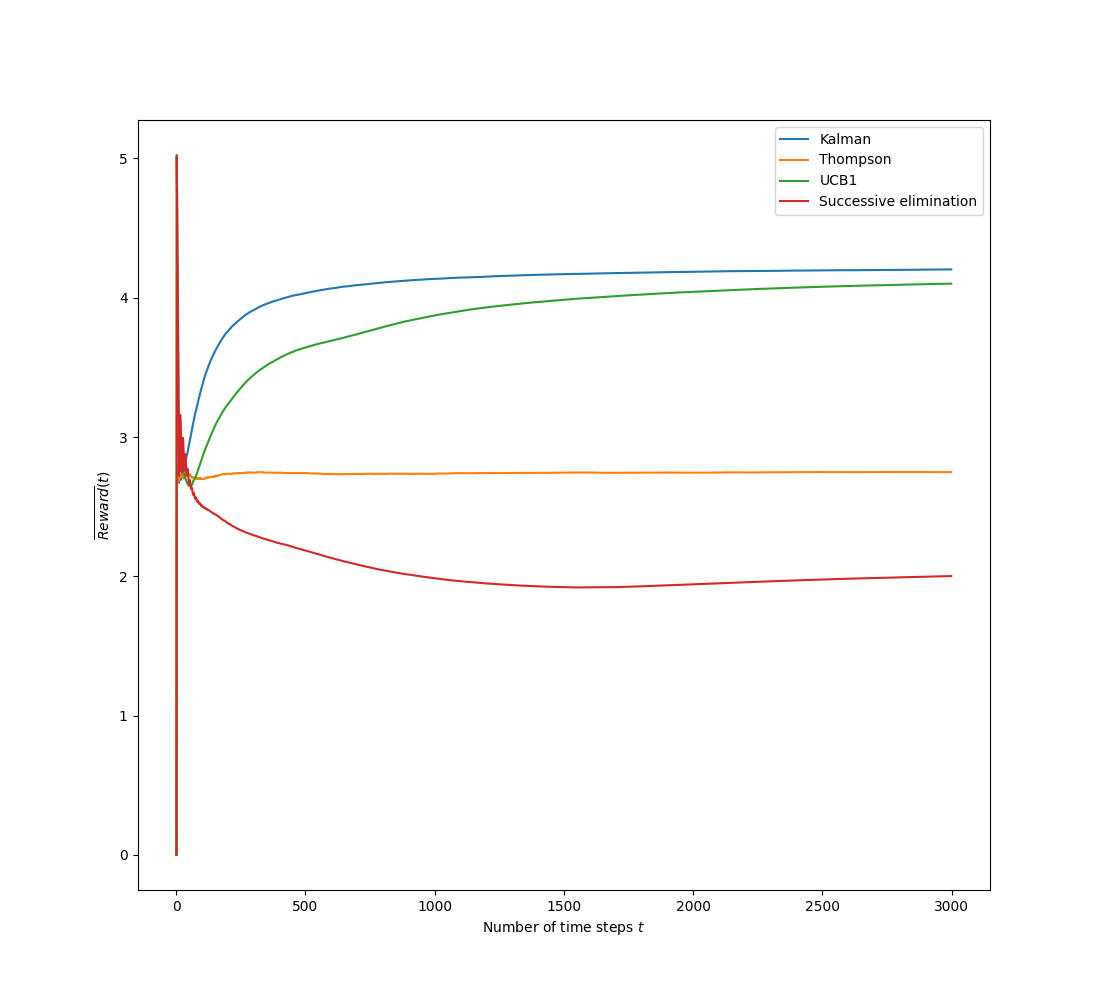 Kalman
Thompson
UCB1
Successive elimination
5
4
3
2
1
0
Reward(t)
0 500 1000 1500 2000 2500 3000
Number of time steps t